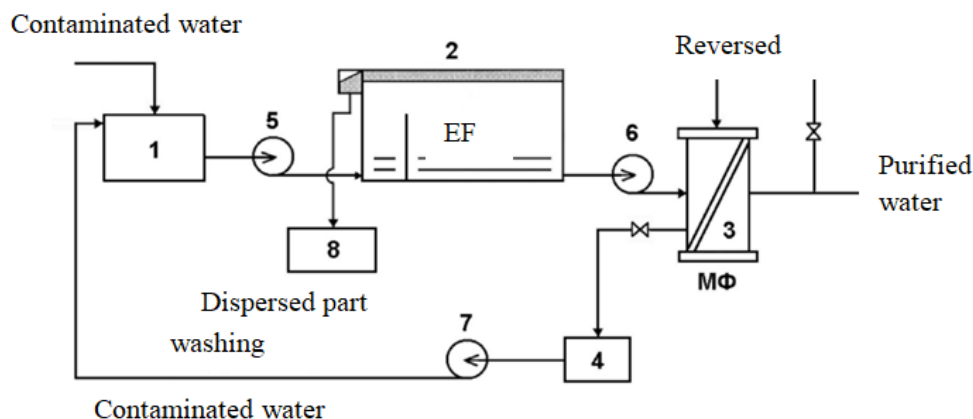 Contaminated water
2
Reversed
5
EF
6
1
Purified
water
3
8
МФ
Dispersed part
washing
7
4
Contaminated water